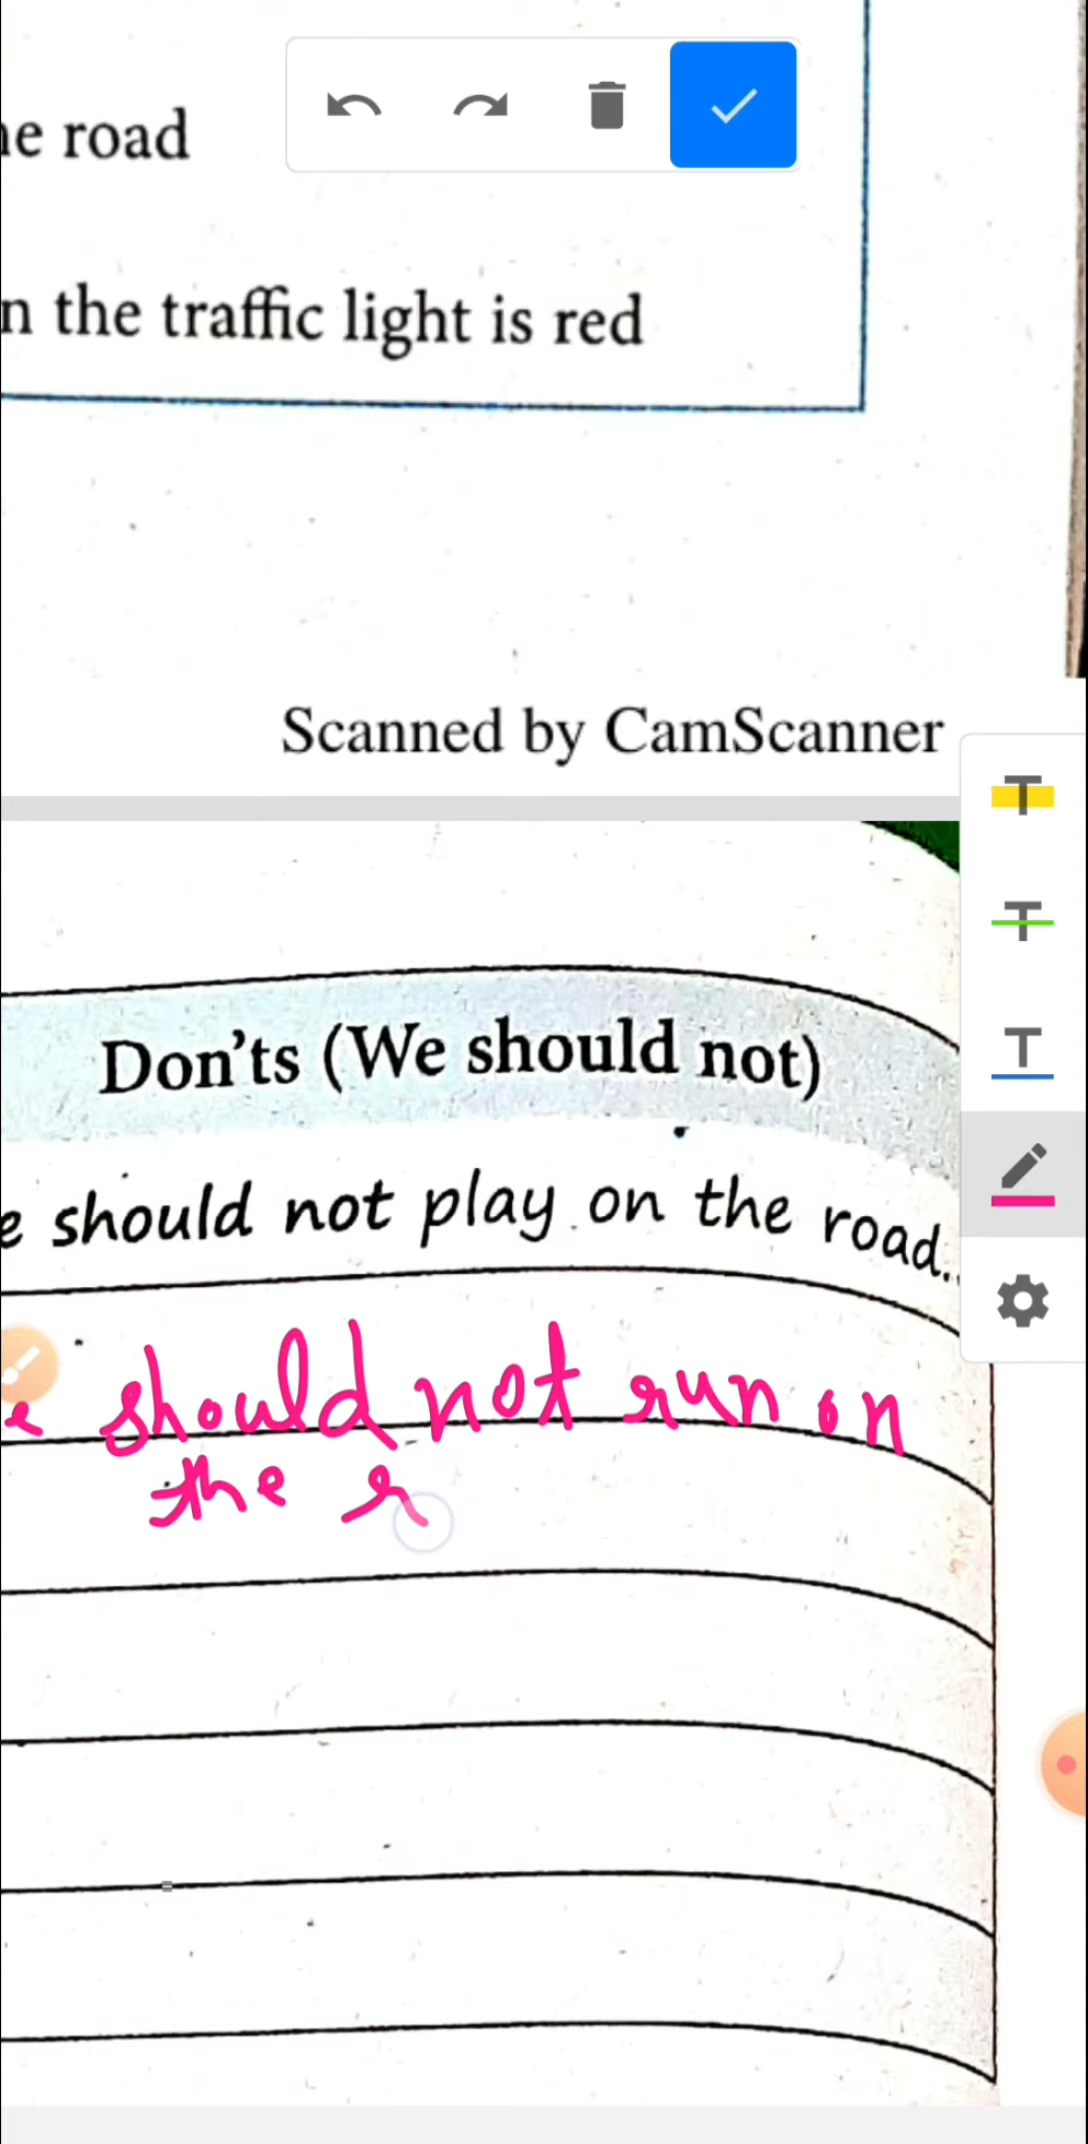 he road
n the traffic light is red
Scanned by CamScanner
Don'ts (We should not)
e should not play on the road.
e should not run on
the r